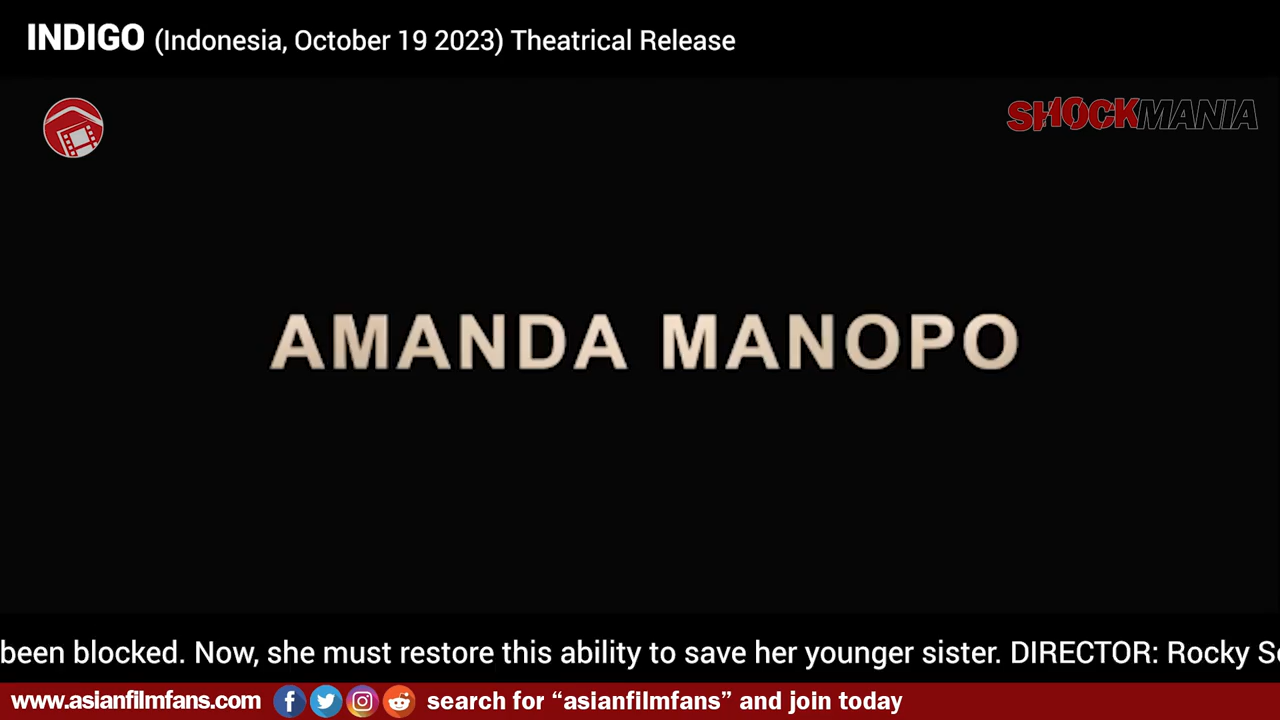 INDIGO (Indonesia, October 19 2023) Theatrical Release
SHOCKMANIA
AMANDA MANOPO
been blocked. Now, she must restore this ability to save her younger sister. DIRECTOR: Rocky
www.asianfilmfans.com search for “asianfilmfans” and join today